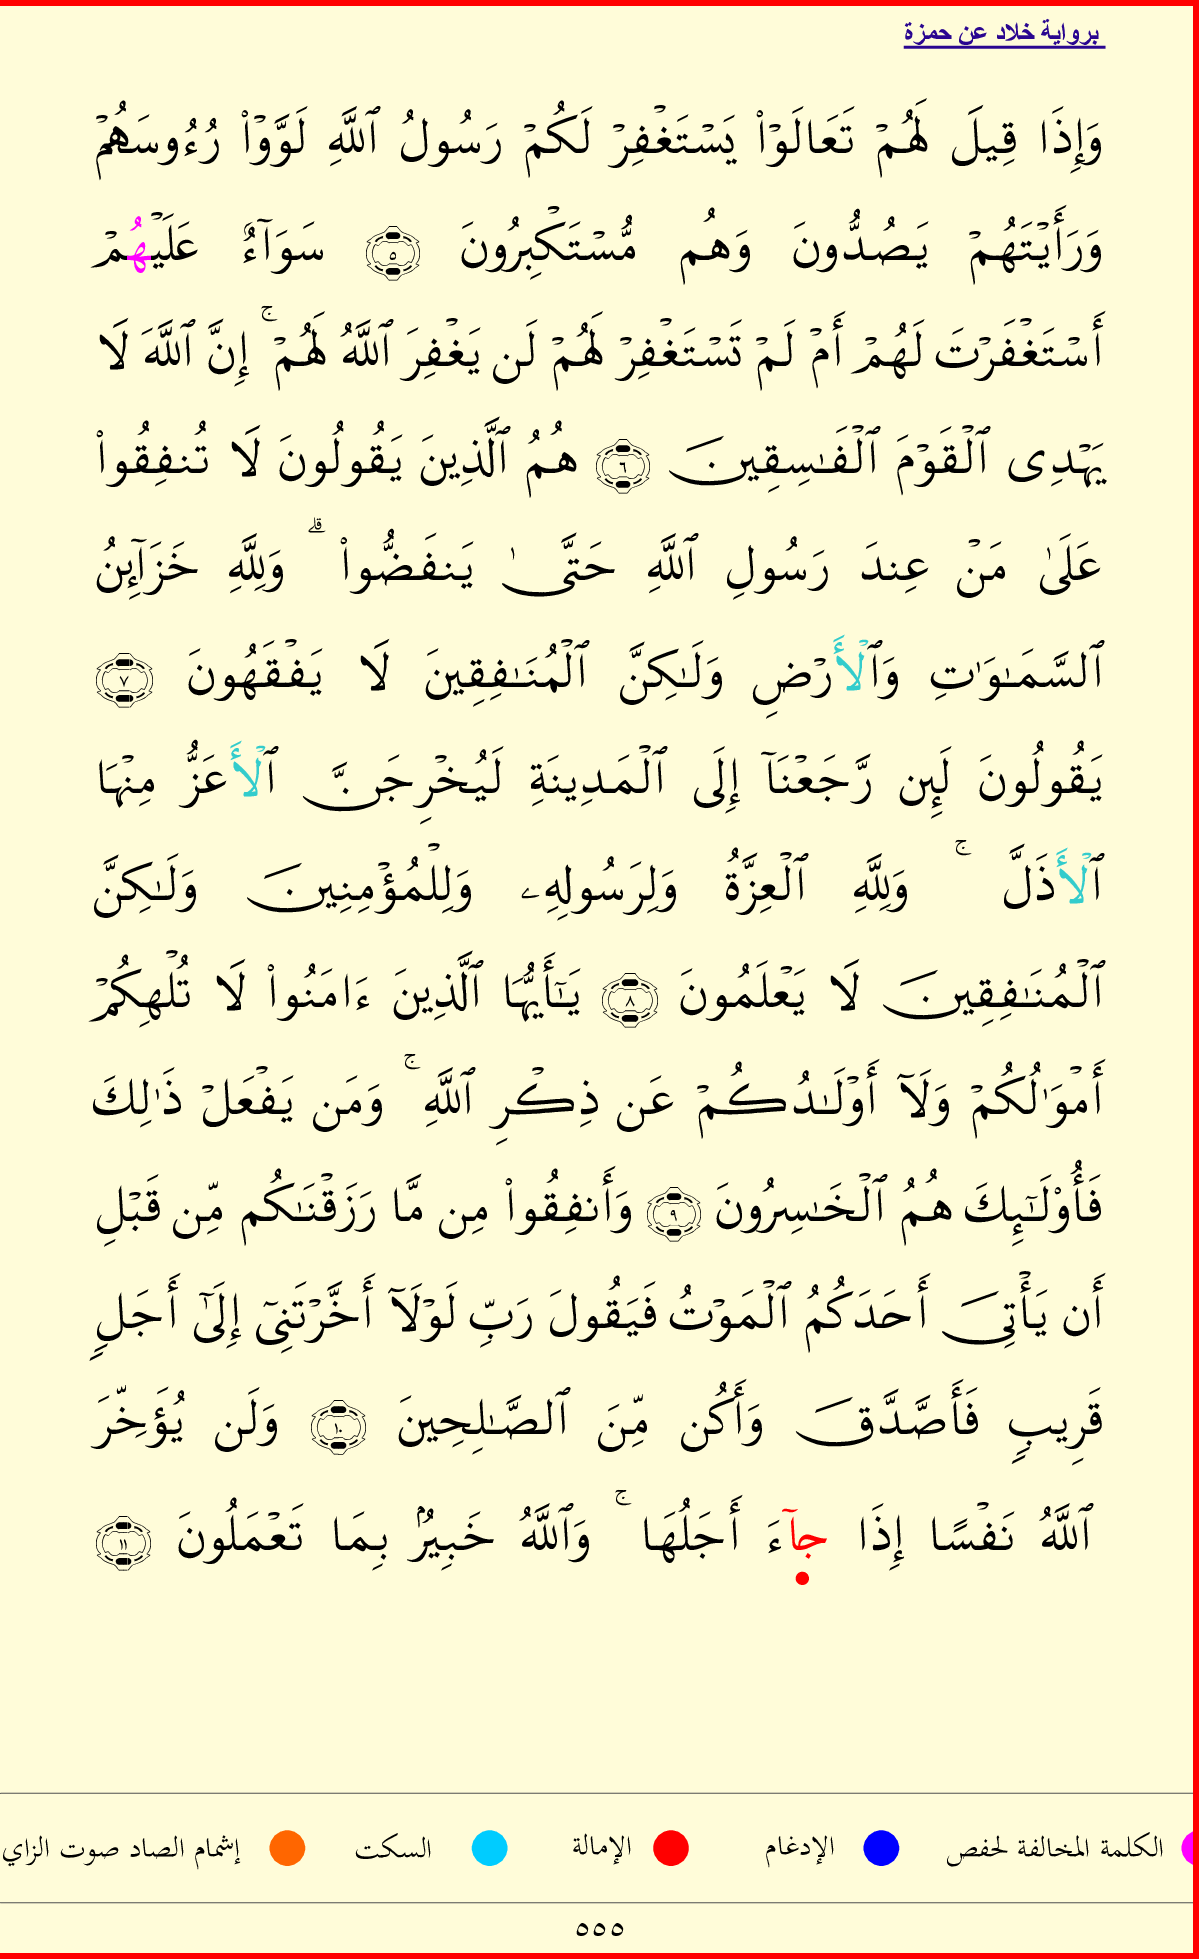 برواية خلاد عن حمزة
وَإِذَا قِيلَ لَهُمۡ تَعَالَوۡاْ يَسۡتَغۡفِرۡ لَكُمۡ رَسُولُ ٱللَّهِ لَوَّوۡاْ رُءُوسَهُمۡ
وَرَأَيۡتَهُمۡ يَصُدُّونَ وَهُم مُّسۡتَكۡبِرُونَ ٥ سَوَآءٌ عَلَيۡهُمۡ
أَسۡتَغۡفَرۡتَ لَهُمۡ أَمۡ لَمۡ تَسۡتَغۡفِرۡ لَهُمۡ لَن يَغۡفِرَ ٱللَّهُ لَهُمۡۚ إِنَّ ٱللَّهَ لَا
يَهۡدِى ٱلۡقَوۡمَ ٱلۡفَـٰسِقِينَ ٦ هُمُ ٱلَّذِينَ يَقُولُونَ لَا تُنفِقُواْ
عَلَىٰ مَنۡ عِندَ رَسُولِ ٱللَّهِ حَتَّىٰ يَنفَضُّواْۗ وَلِلَّهِ خَزَآئِنُ
ٱلسَّمَـٰوَٰتِ وَٱلۡأَرۡضِ وَلَـٰكِنَّ ٱلۡمُنَـٰفِقِينَ لَا يَفۡقَهُونَ ٧
يَقُولُونَ لَئِن رَّجَعۡنَآ إِلَى ٱلۡمَدِينَةِ لَيُخۡرِجَنَّ ٱلۡأَعَزُّ مِنۡهَا
ٱلۡأَذَلَّۚ وَلِلَّهِ ٱلۡعِزَّةُ وَلِرَسُولِهِۦ وَلِلۡمُؤۡمِنِينَ وَلَـٰكِنَّ
ٱلۡمُنَـٰفِقِينَ لَا يَعۡلَمُونَ ٨ يَـٰٓأَيُّهَا ٱلَّذِينَ ءَامَنُواْ لَا تُلۡهِكُمۡ
أَمۡوَٰلُكُمۡ وَلَآ أَوۡلَـٰدُكُمۡ عَن ذِكۡرِ ٱللَّهِۚ وَمَن يَفۡعَلۡ ذَٰلِكَ
فَأُوْلَـٰٓئِكَ هُمُ ٱلۡخَـٰسِرُونَ ٩ وَأَنفِقُواْ مِن مَّا رَزَقۡنَـٰكُم مِّن قَبۡلِ
أَن يَأۡتِىَ أَحَدَكُمُ ٱلۡمَوۡتُ فَيَقُولَ رَبِّ لَوۡلَآ أَخَّرۡتَنِىٓ إِلَىٰٓ أَجَلٍ
قَرِيبٍ فَأَصَّدَّقَ وَأَكُن مِّنَ ٱلصَّـٰلِحِينَ ١٠ وَلَن يُؤَخِّرَ
ٱللَّهُ نَفۡسًا إِذَا جَآءَ أَجَلُهَاۚ وَٱللَّهُ خَبِيرُۢ بِمَا تَعۡمَلُونَ ١١
الكلمة المخالفة لحفص الإدغام الإمالة السكت إشمام الصاد صوت الزاي
٥٥٥